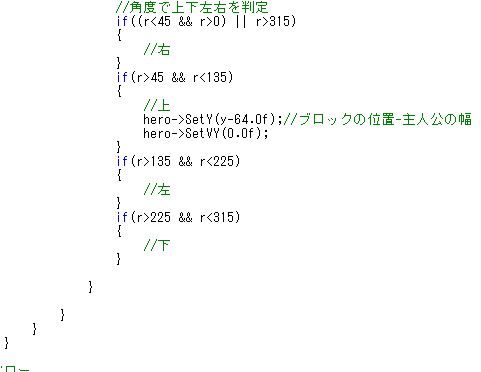 //角度で上下左右を判定
if((r<45 && r>0) || r>315)
{
//右
}
if(r>45 && r<135)
{
//上
hero->SetY(y-64.0f);//ブロックの位置-主人公の幅
hero->SetVY(0.0f);
}
if(r>135 && r<225)
{
//左
}
if(r>225 && r<315)
{
//下
}
}
}
}
}